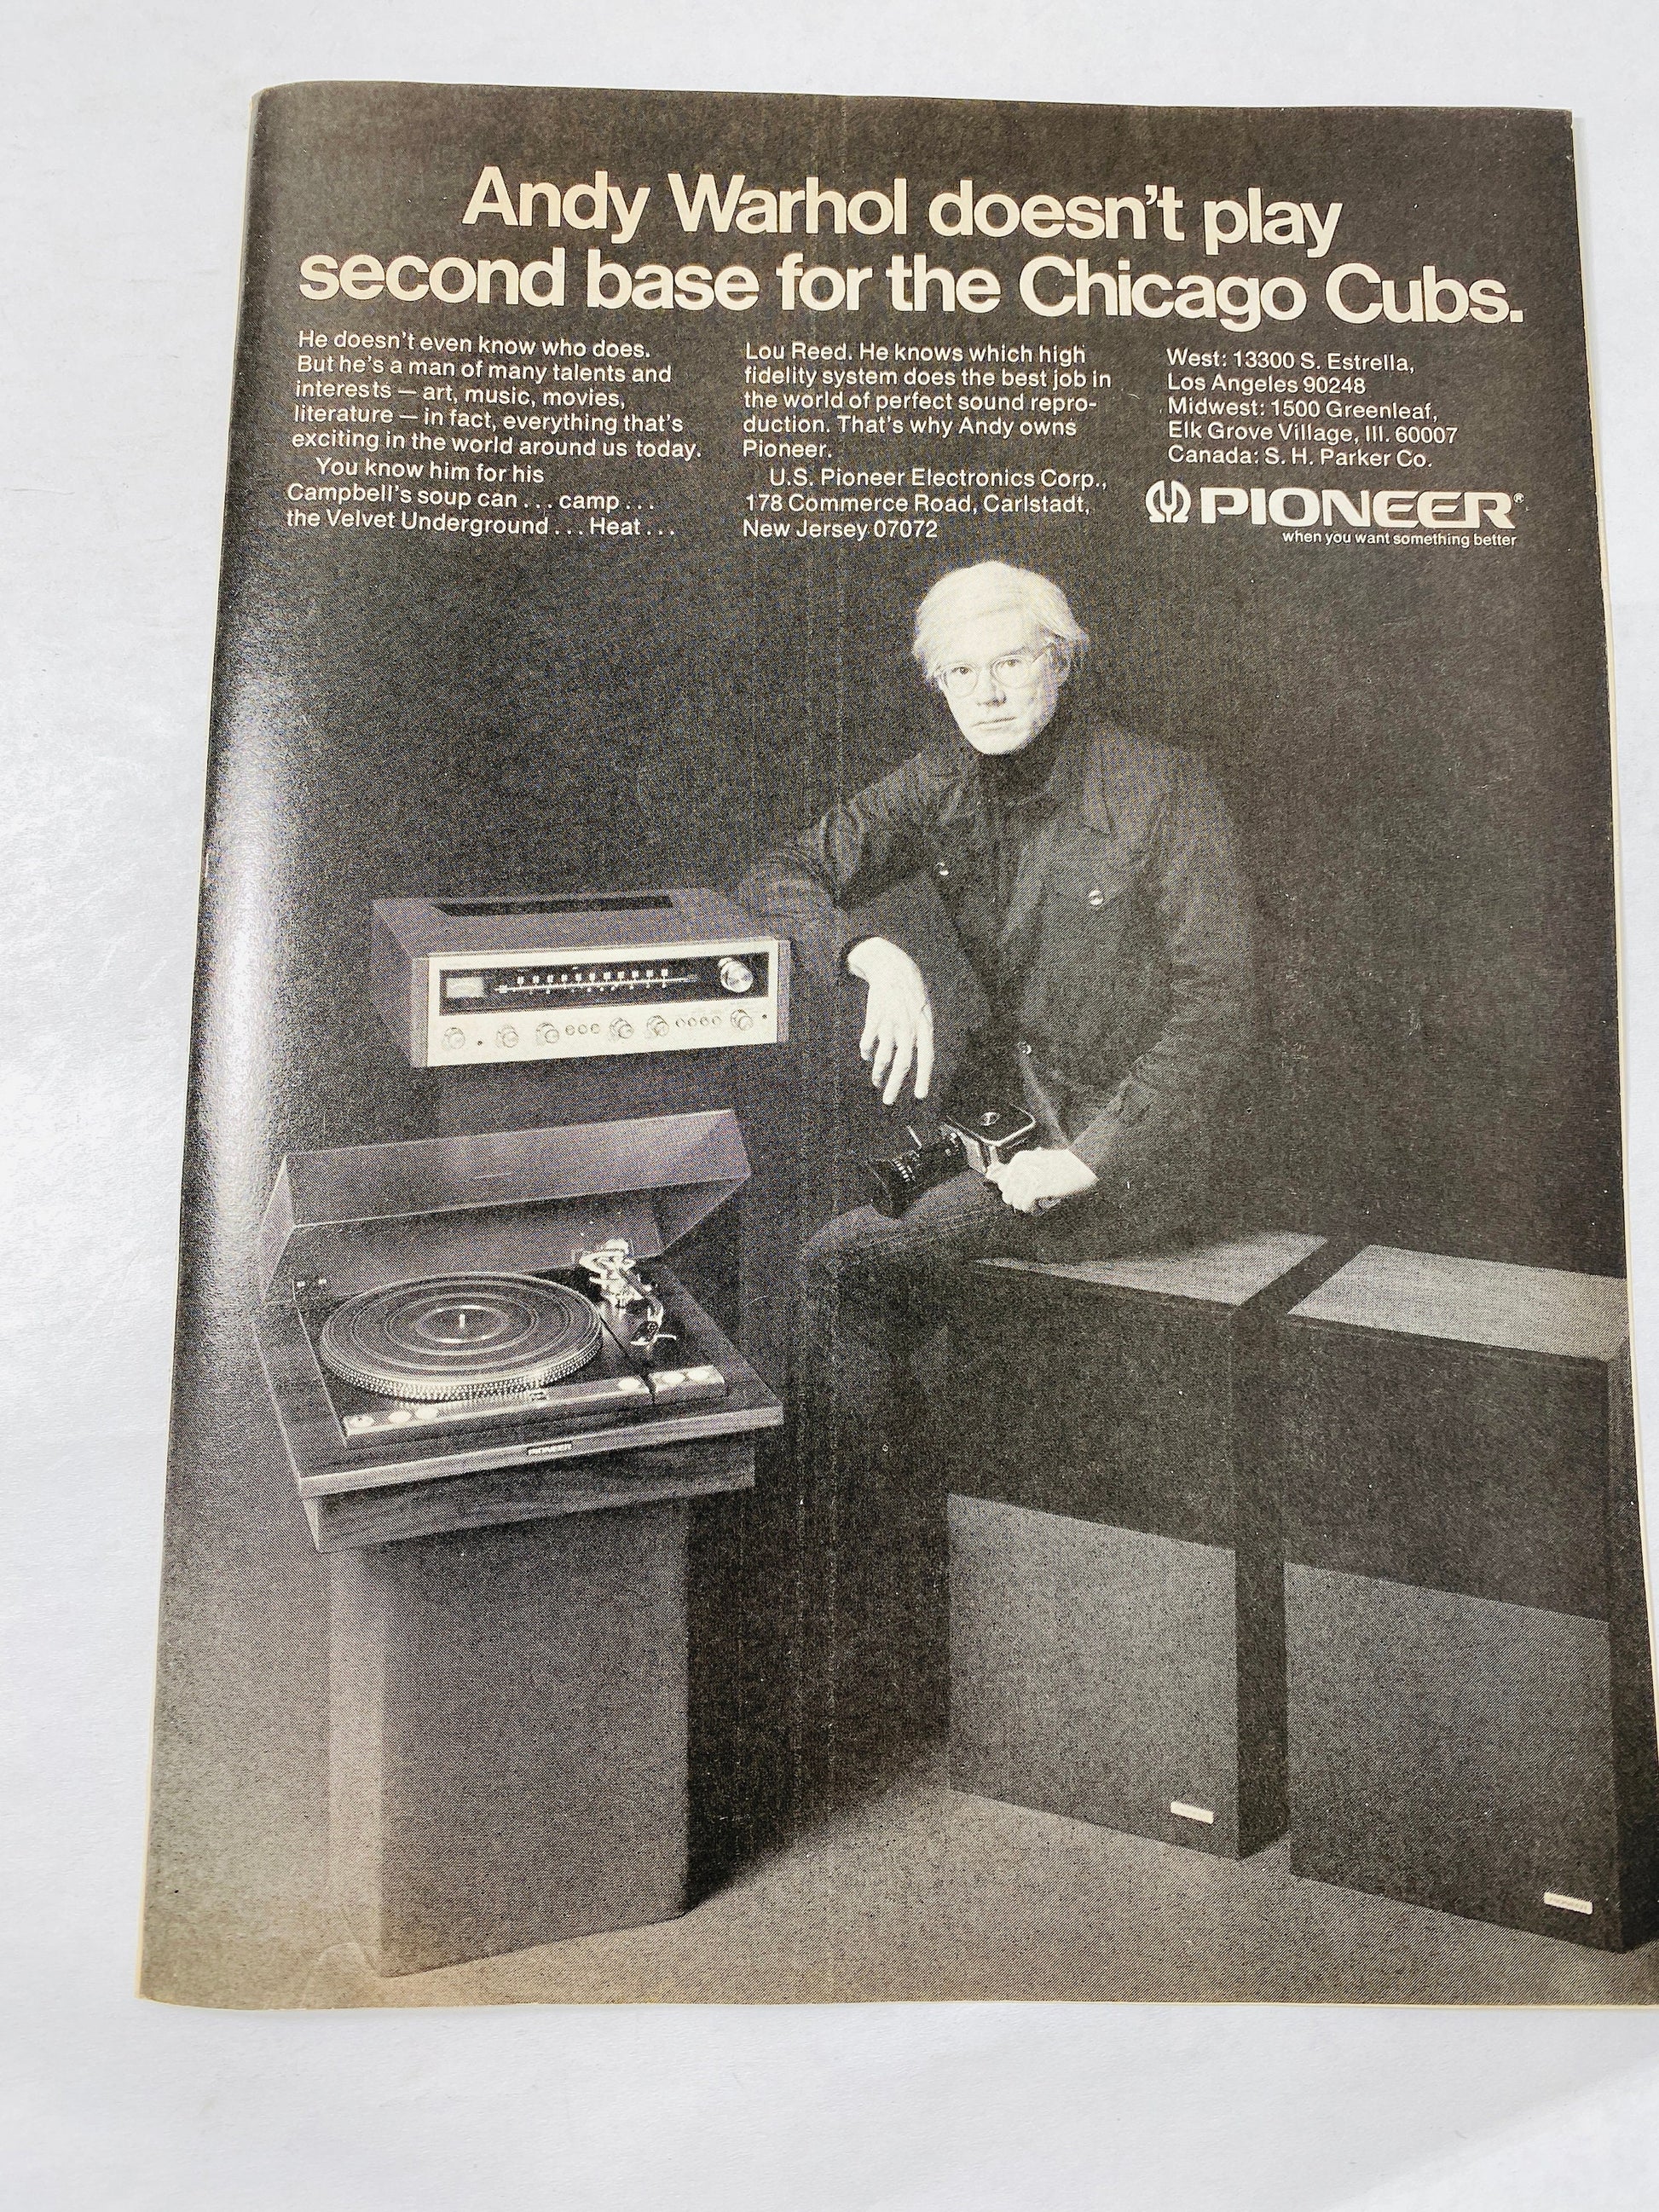 Andy Warhol doesn't play
second base for the Chicago Cubs.
He doesn't even know who does.
But he's a man of many talents and
interests — art, music, movies,
literature — in fact, everything that's
exciting in the world around us today.
You know him for his
Campbell's soup can . . . camp . . .
the Velvet Underground . . . Heat . . .
Lou Reed. He knows which high
fidelity system does the best job in
the world of perfect sound repro-
duction. That's why Andy owns
Pioneer.
U.S. Pioneer Electronics Corp.,
178 Commerce Road, Carlstadt,
New Jersey 07072
West: 13300 S. Estrella,
Los Angeles 90248
Midwest: 1500 Greenleaf,
Elk Grove Village, Ill. 60007
Canada: S. H. Parker Co.
PIONEER®
when you want something better
PIONEER